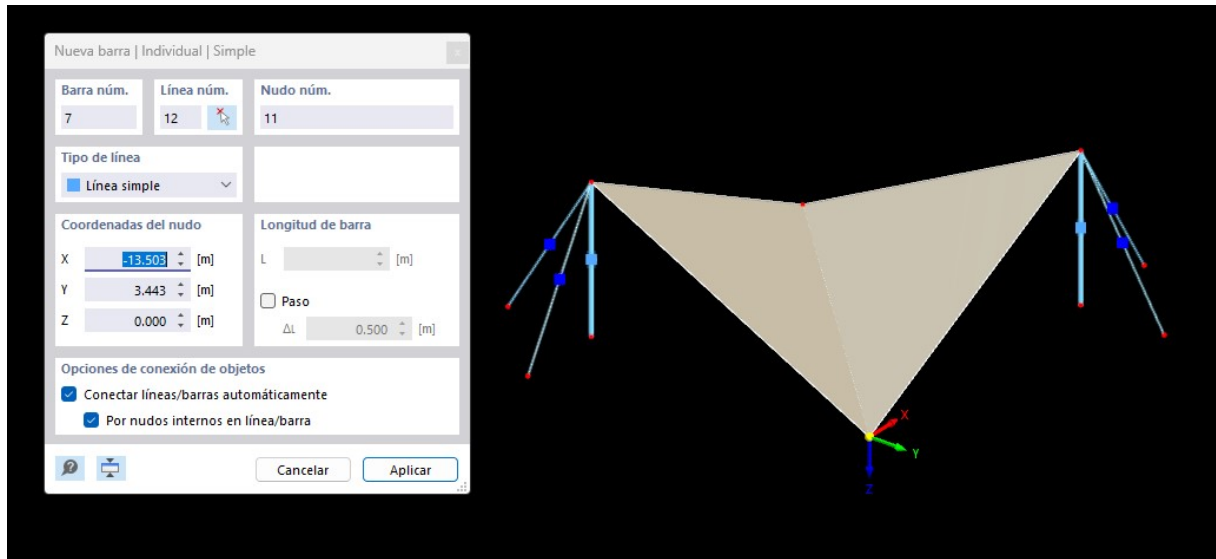 Nueva barra | Individual | Simple
Barra núm.
7
Línea núm.
12
Nudo núm.
11
Tipo de línea
Línea simple
Coordenadas del nudo
X -13.503 [m]
Y 3.443 [m]
Z 0.000 [m]
Longitud de barra
L [m]
Paso
ΔL 0.500 [m]
Opciones de conexión de objetos
Conectar líneas/barras automáticamente
Por nudos internos en línea/barra
Cancelar
Aplicar
X
Y
Z